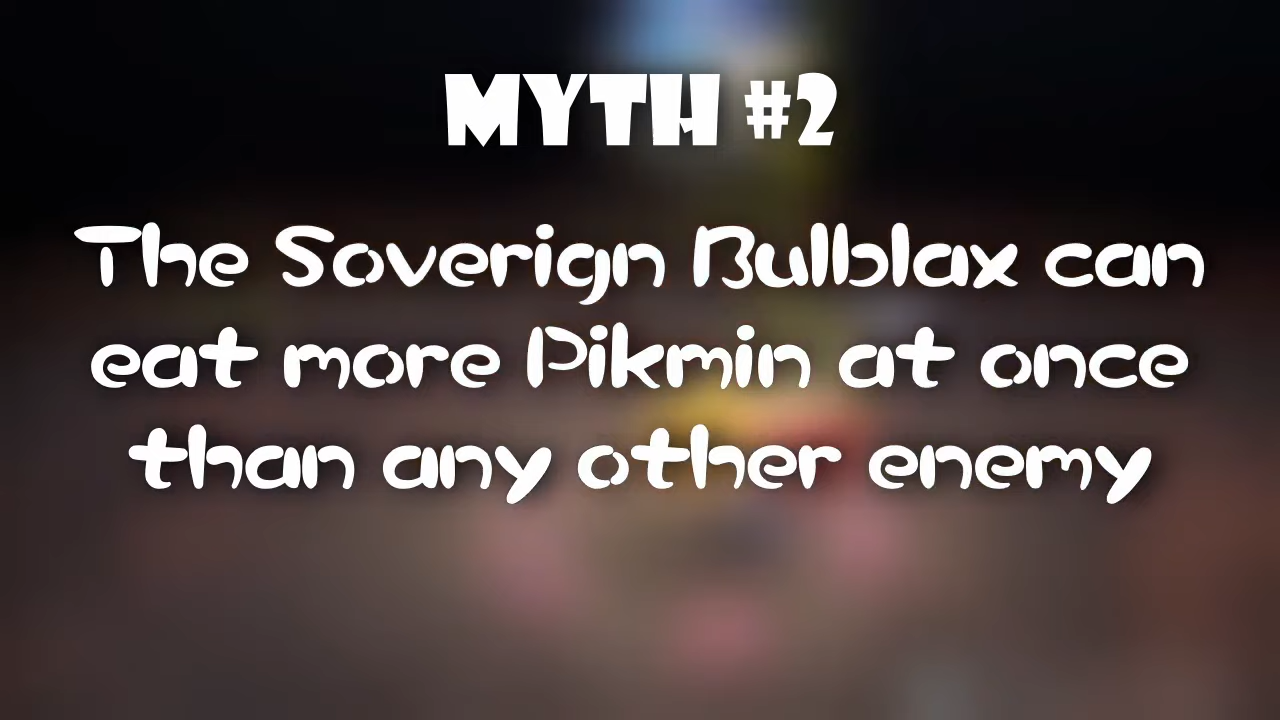 MYTH #2
The Soverign Bulblax can
eat more Pikmin at once
than any other enemy